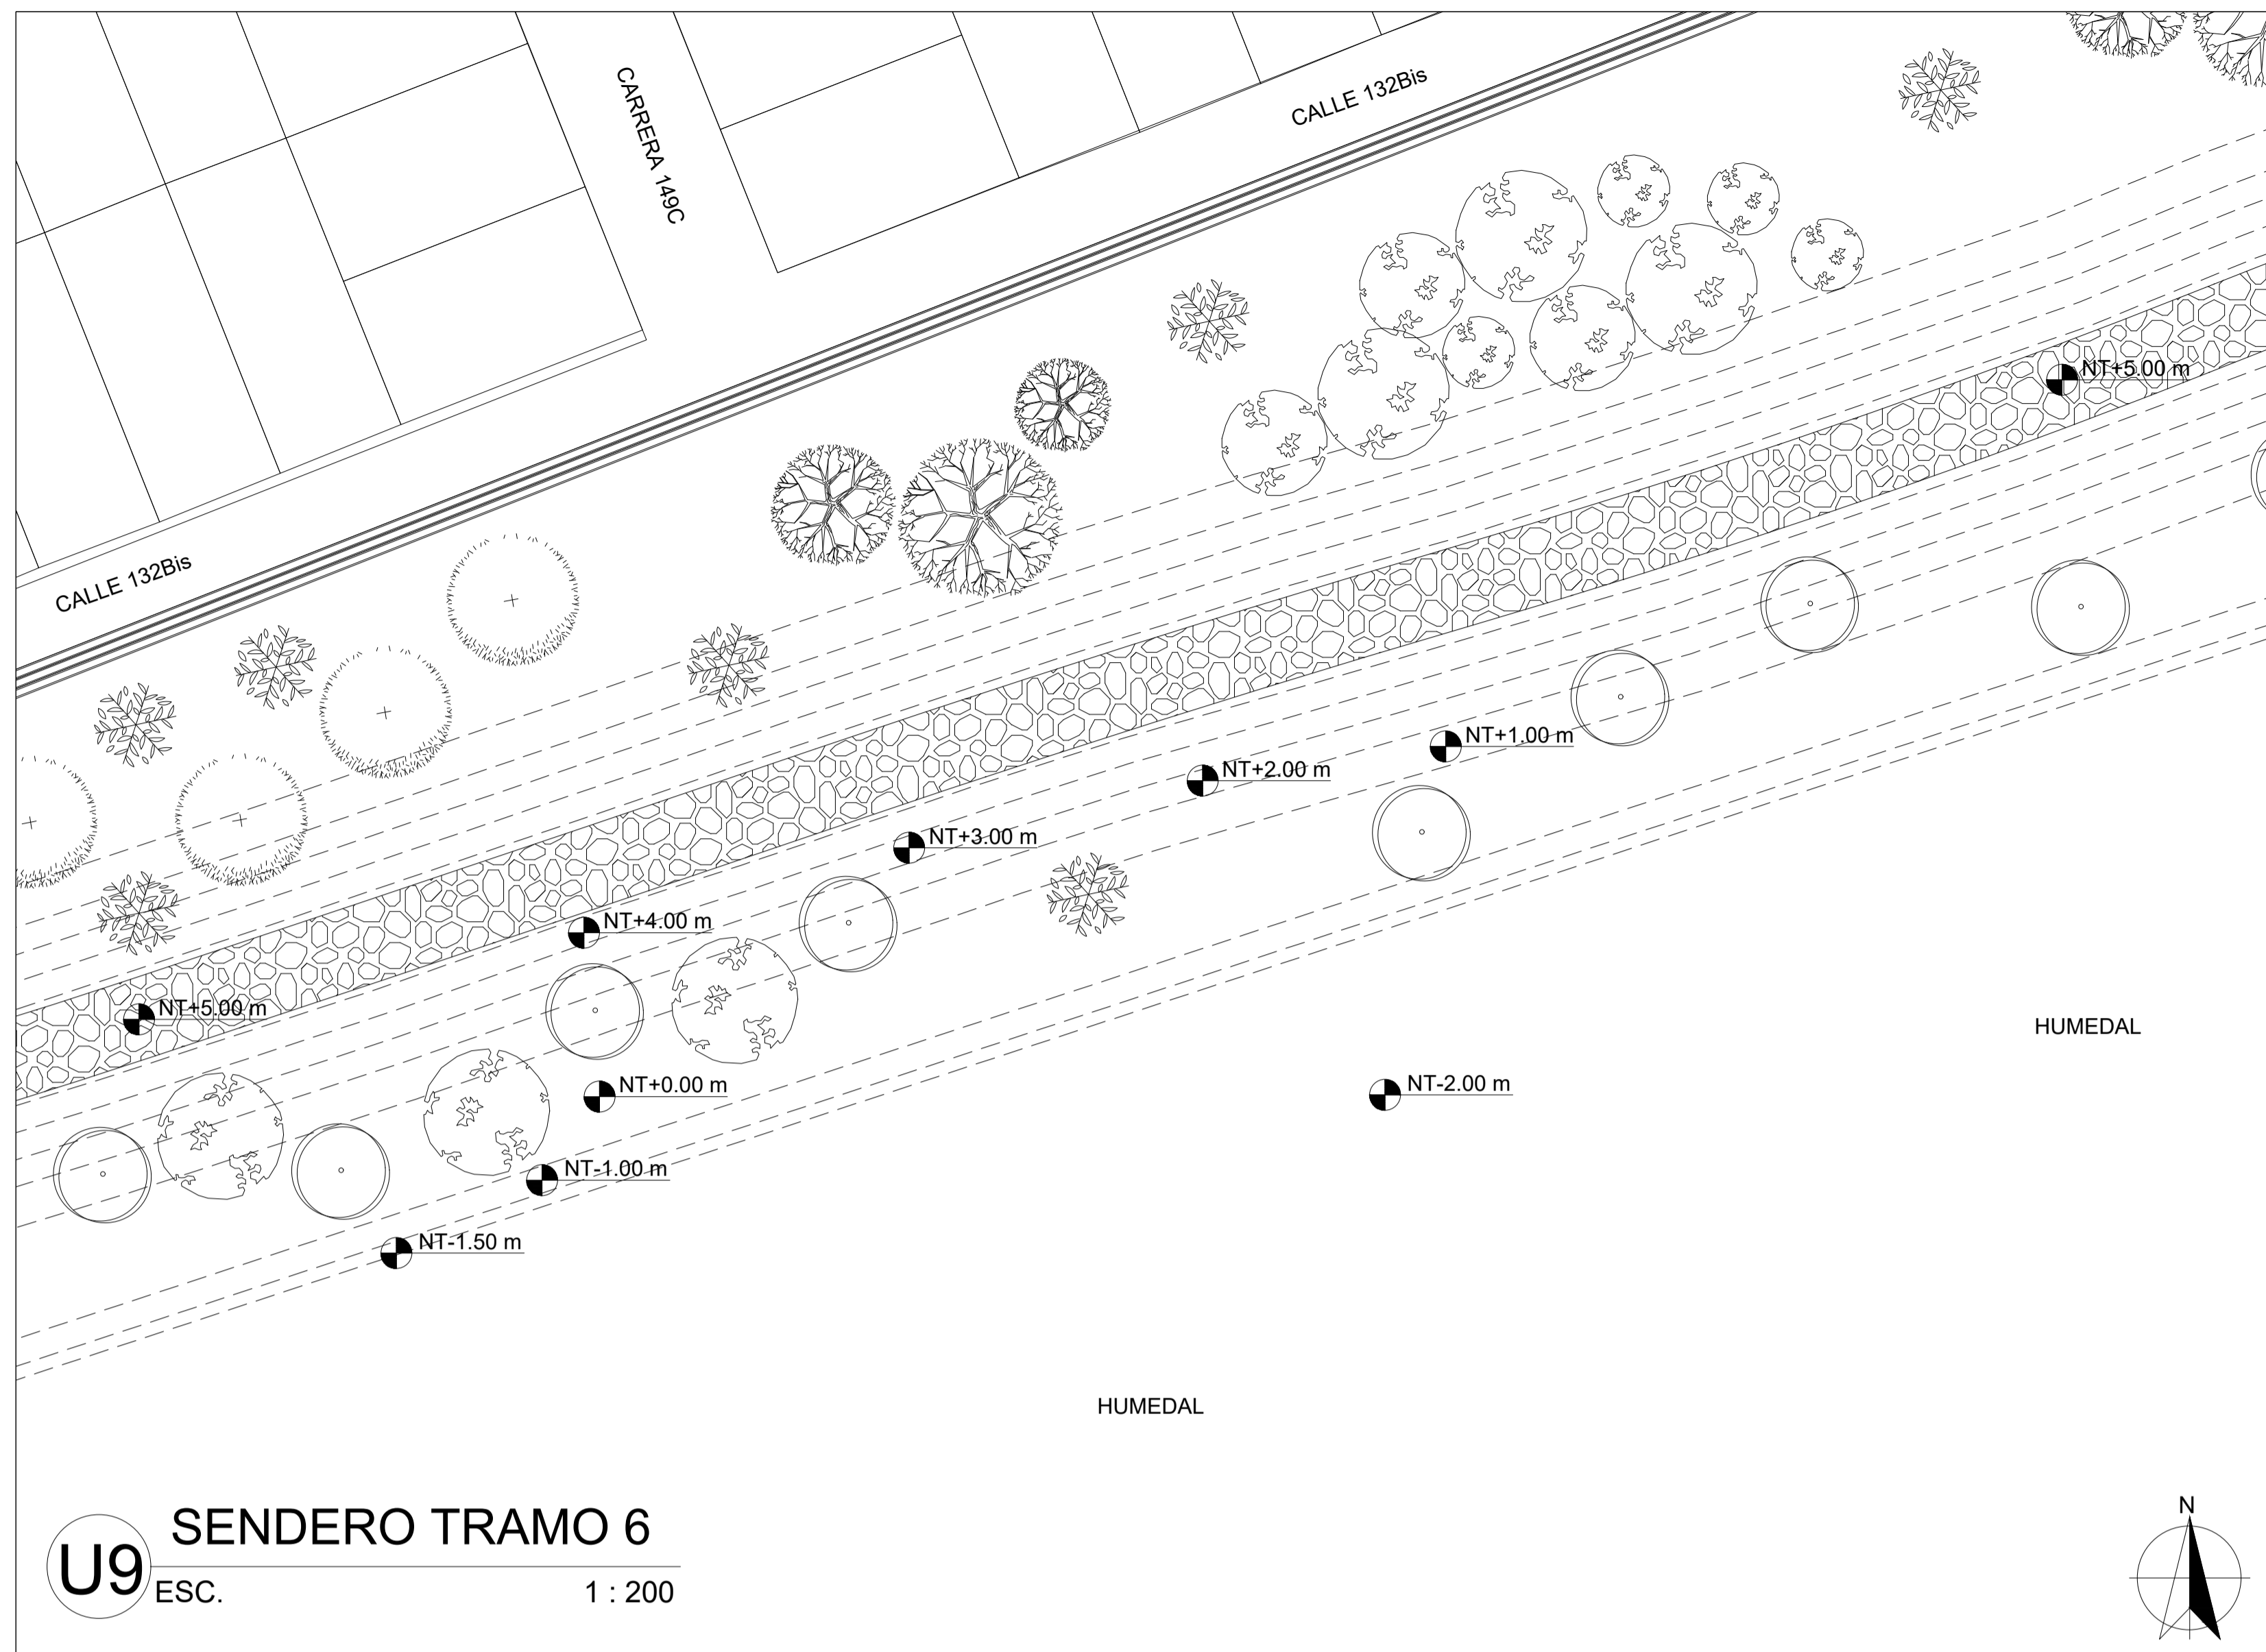 CALLE 132Bis
CARRERA 149C
NT+5.00 m
CALLE 132Bis
NT+1.00 m
NT+2.00 m
NT+3.00 m
NT+4.00 m
NT+5.00 m
HUMEDAL
NT+0.00 m
NT-2.00 m
NT-1.00 m
NT-1.50 m
HUMEDAL
N
SENDERO TRAMO 6
U9
ESC. 1 : 200